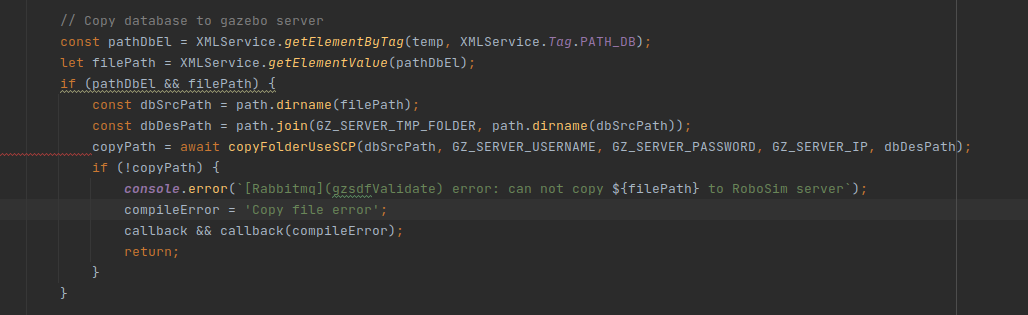 // Copy database to gazebo server
const pathDbEl = XMLService.getElementByTag(temp, XMLService.Tag.PATH_DB);
let filePath = XMLService.getElementValue(pathDbEl);
if (pathDbEl && filePath) {
const dbSrcPath = path.dirname(filePath);
const dbDesPath = path.join(GZ_SERVER_TMP_FOLDER, path.dirname(dbSrcPath));
copyPath = await copyFolderUseSCP(dbSrcPath, GZ_SERVER_USERNAME, GZ_SERVER_PASSWORD, GZ_SERVER_IP, dbDesPath);
if (!copyPath) {
console.error(`[Rabbitmq](gzsdfValidate) error: can not copy ${filePath} to RoboSim server`);
compileError = 'Copy file error';
callback && callback(compileError);
return;
}
}